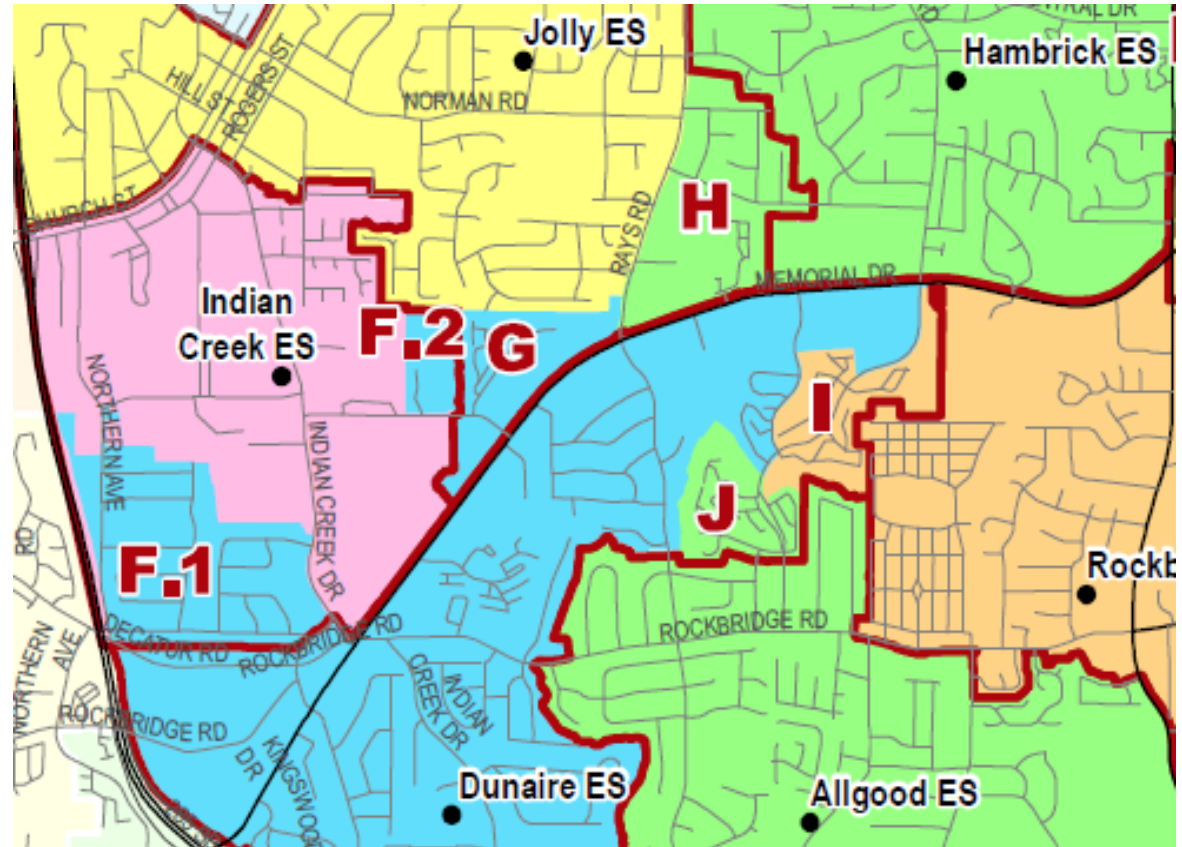 Jolly ES
Hambrick ES
HILL ST
ROGERS ST
NORMAN RD
CHURCH ST
H
RAYS RD
MEMORIAL DR
Indian
Creek ES
F.2
G
NORTHERN AVE
INDIAN CREEK DR
I
J
F.1
RD
Rockb
DECATUR RD
ROCKBRIDGE RD
ROCKBRIDGE RD
NORTHERN
AVE
INDIAN
CREEK DR
ROCKBRIDGE RD
KINGSWOO
DR
Dunaire ES
Allgood ES